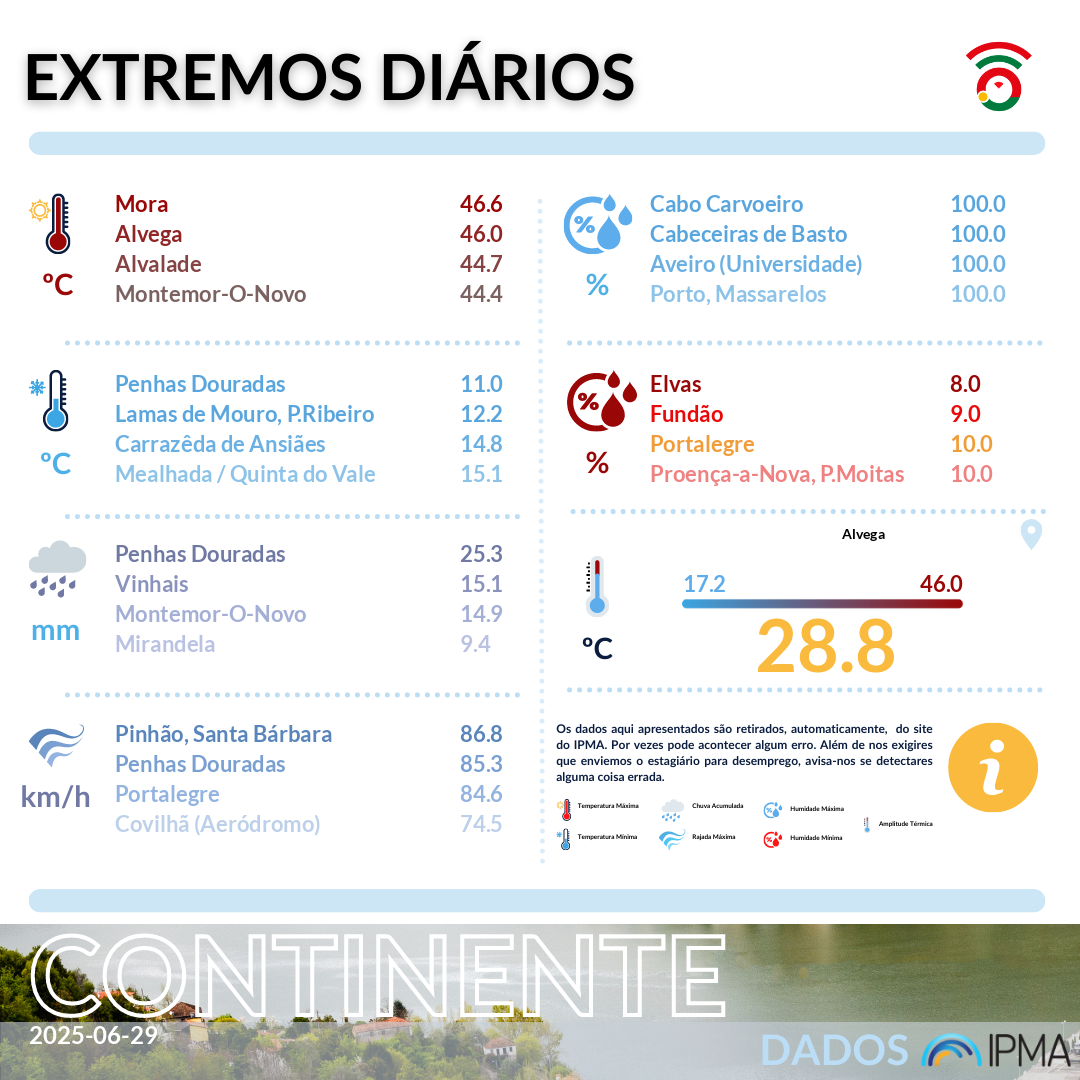 EXTREMOS DIÁRIOS
ºC
Mora 46.6
Alvega 46.0
Alvalade 44.7
Montemor-O-Novo 44.4
ºC
Penhas Douradas 11.0
Lamas de Mouro, P.Ribeiro 12.2
Carrazêda de Ansiães 14.8
Mealhada / Quinta do Vale 15.1
mm
Penhas Douradas 25.3
Vinhais 15.1
Montemor-O-Novo 14.9
Mirandela 9.4
km/h
Pinhão, Santa Bárbara 86.8
Penhas Douradas 85.3
Portalegre 84.6
Covilhã (Aeródromo) 74.5
%
%
Cabo Carvoeiro 100.0
Cabeceiras de Basto 100.0
Aveiro (Universidade) 100.0
Porto, Massarelos 100.0
%
%
Elvas 8.0
Fundão 9.0
Portalegre 10.0
Proença-a-Nova, P.Moitas 10.0
Alvega
17.2 46.0
ºC
28.8
Os dados aqui apresentados são retirados, automaticamente, do site
do IPMA. Por vezes pode acontecer algum erro. Além de nos exigires
que enviemos o estagiário para desemprego, avisa-nos se detectares
alguma coisa errada.
i
Temperatura Máxima Chuva Acumulada Humidade Máxima
Amplitude Térmica
Temperatura Mínima Rajada Máxima Humidade Mínima
CONTINENTE
2025-06-29
DADOS IPMA